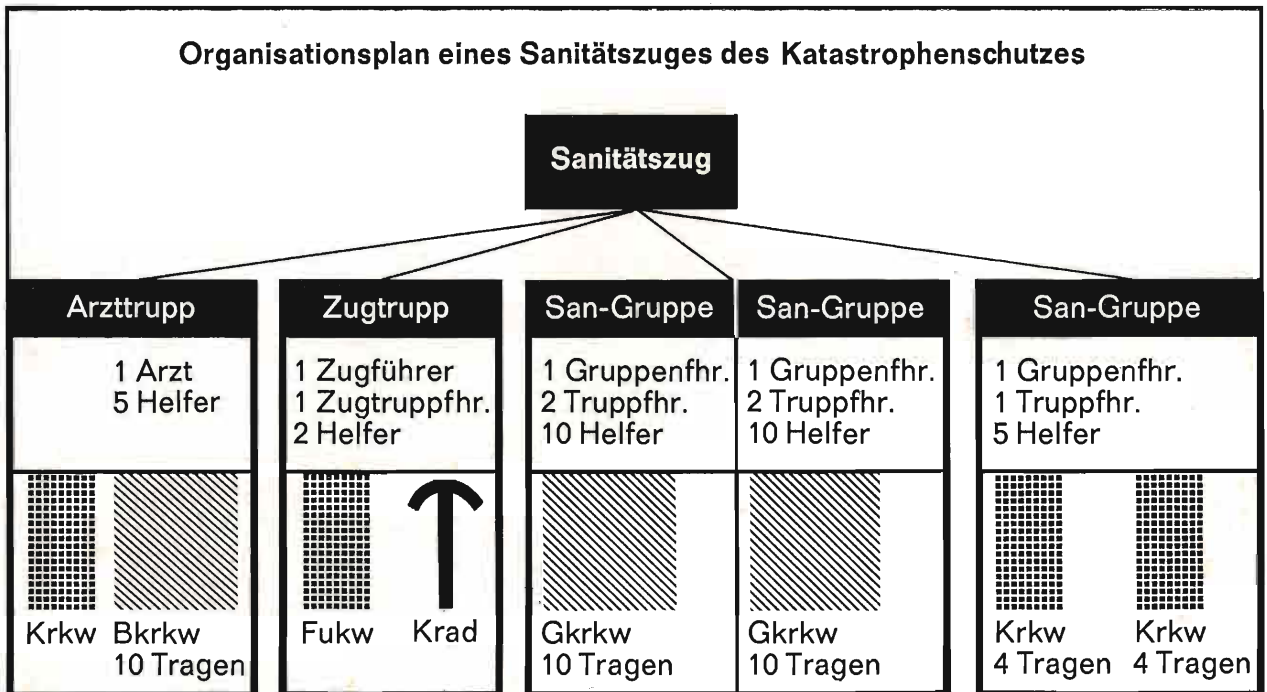 Organisationsplan eines Sanitätszuges des Katastrophenschutzes
Sanitätszug
Arzttrupp
1 Arzt
5 Helfer
Krkw
Bkrkw
10 Tragen
Zugtrupp
1 Zugführer
1 Zugtruppfhr.
2 Helfer
Fukw
Krad
San-Gruppe
1 Gruppenfhr.
2 Truppfhr.
10 Helfer
Gkrkw
10 Tragen
San-Gruppe
1 Gruppenfhr.
2 Truppfhr.
10 Helfer
Gkrkw
10 Tragen
San-Gruppe
1 Gruppenfhr.
1 Truppfhr.
5 Helfer
Krkw
4 Tragen
Krkw
4 Tragen